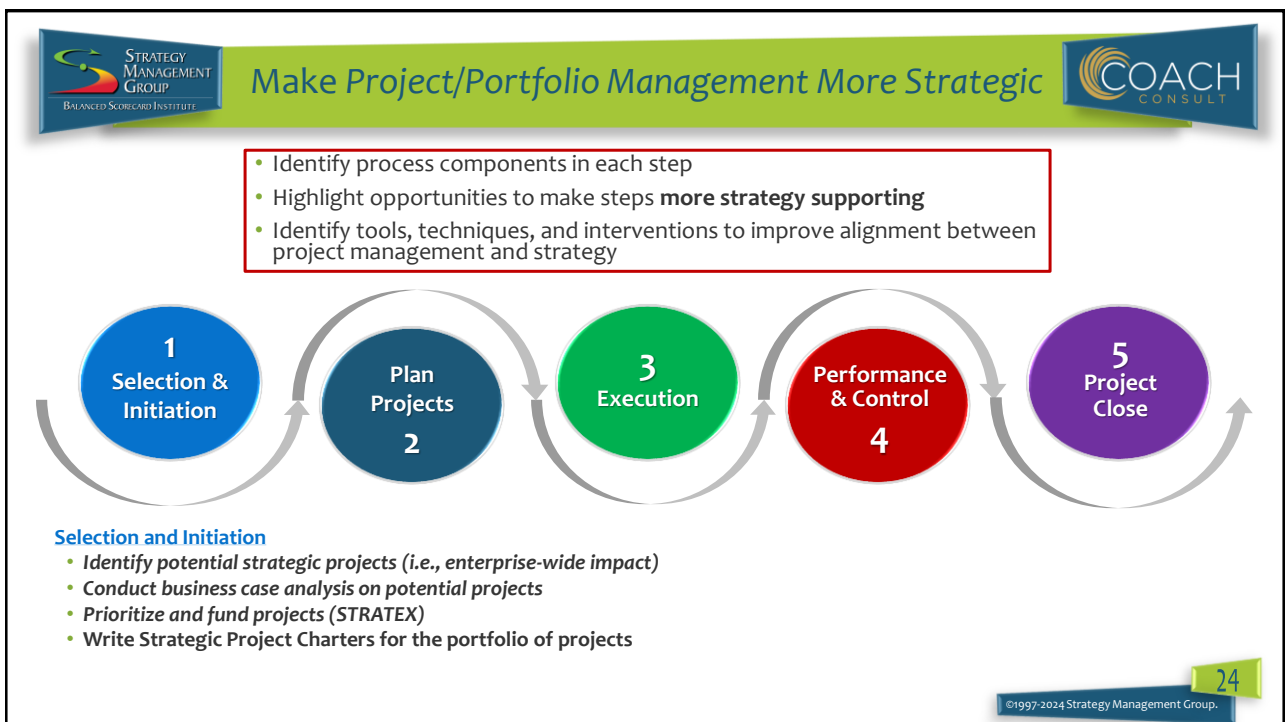 STRATEGY
MANAGEMENT
GROUP
BALANCED SCORECARD INSTITUTE
Make Project/Portfolio Management More Strategic
COACH
CONSULT
• Identify process components in each step
• Highlight opportunities to make steps more strategy supporting
• Identify tools, techniques, and interventions to improve alignment between
project management and strategy
1
Selection &
Initiation
Plan
Projects
2
3
Execution
Performance
& Control
4
5
Project
Close
Selection and Initiation
• Identify potential strategic projects (i.e., enterprise-wide impact)
• Conduct business case analysis on potential projects
• Prioritize and fund projects (STRATEX)
• Write Strategic Project Charters for the portfolio of projects
24
©1997-2024 Strategy Management Group.